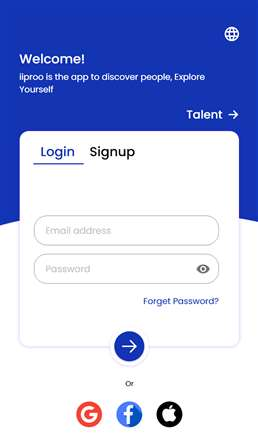 Welcome!
iiproo is the app to discover people, Explore
Yourself
Talent
Login Signup
Email address
Password
Forget Password?
Or